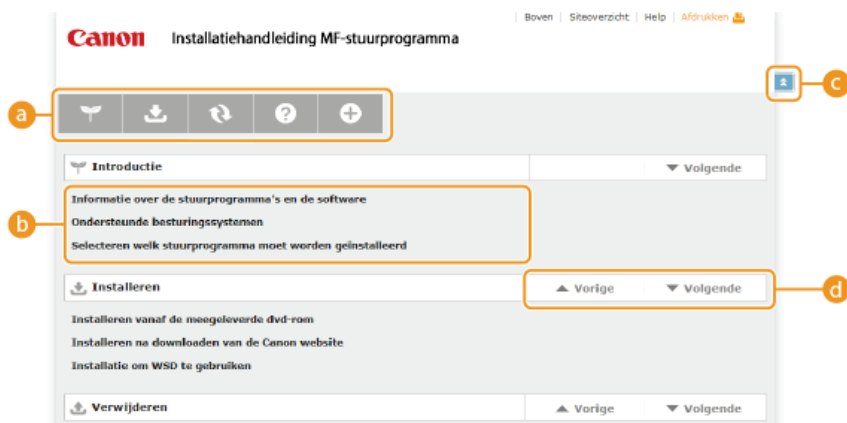 Boven | Siteoverzicht | Help | Afdrukken
Canon Installatiehandleiding MF-stuurprogramma
c
a
Introductie Volgende
b
Informatie over de stuurprogramma's en de software
Ondersteunde besturingssystemen
Selecteren welk stuurprogramma moet worden geïnstalleerd
Installeren Vorige Volgende
d
Installeren vanaf de meegeleverde dvd-rom
Installeren na downloaden van de Canon website
Installatie om WSD te gebruiken
Verwijderen Vorige Volgende